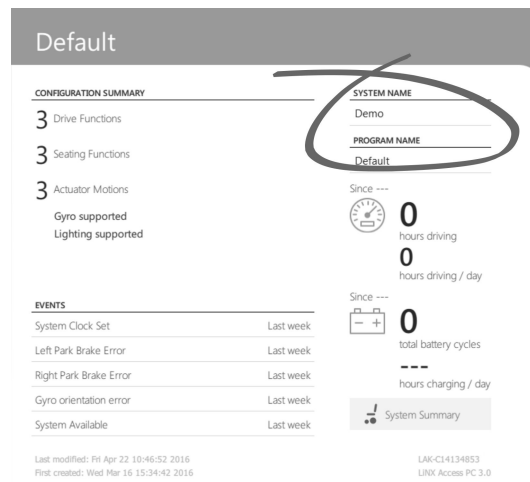 Default
CONFIGURATION SUMMARY
3 Drive Functions
3 Seating Functions
3 Actuator Motions
Gyro supported
Lighting supported
EVENTS
System Clock Set Last week
Left Park Brake Error Last week
Right Park Brake Error Last week
Gyro orientation error Last week
System Available Last week
Last modified: Fri Apr 22 10:46:52 2016
First created: Wed Mar 16 15:34:42 2016
SYSTEM NAME
Demo
PROGRAM NAME
Default
Since ---
0
hours driving
0
hours driving / day
Since ---
0
total battery cycles
---
hours charging / day
System Summary
LAK-C14134853
LiNX Access PC 3.0